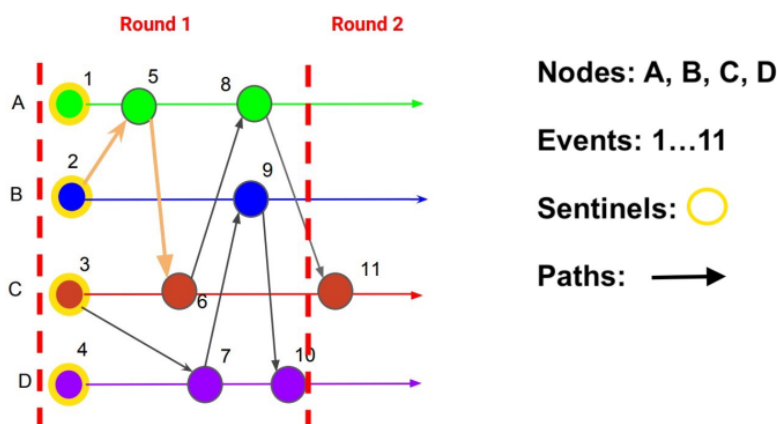 Round 1
Round 2
1
5
8
A
2
9
B
3
11
C
6
7
10
4
D
Nodes: A, B, C, D
Events: 1...11
Sentinels:
Paths: